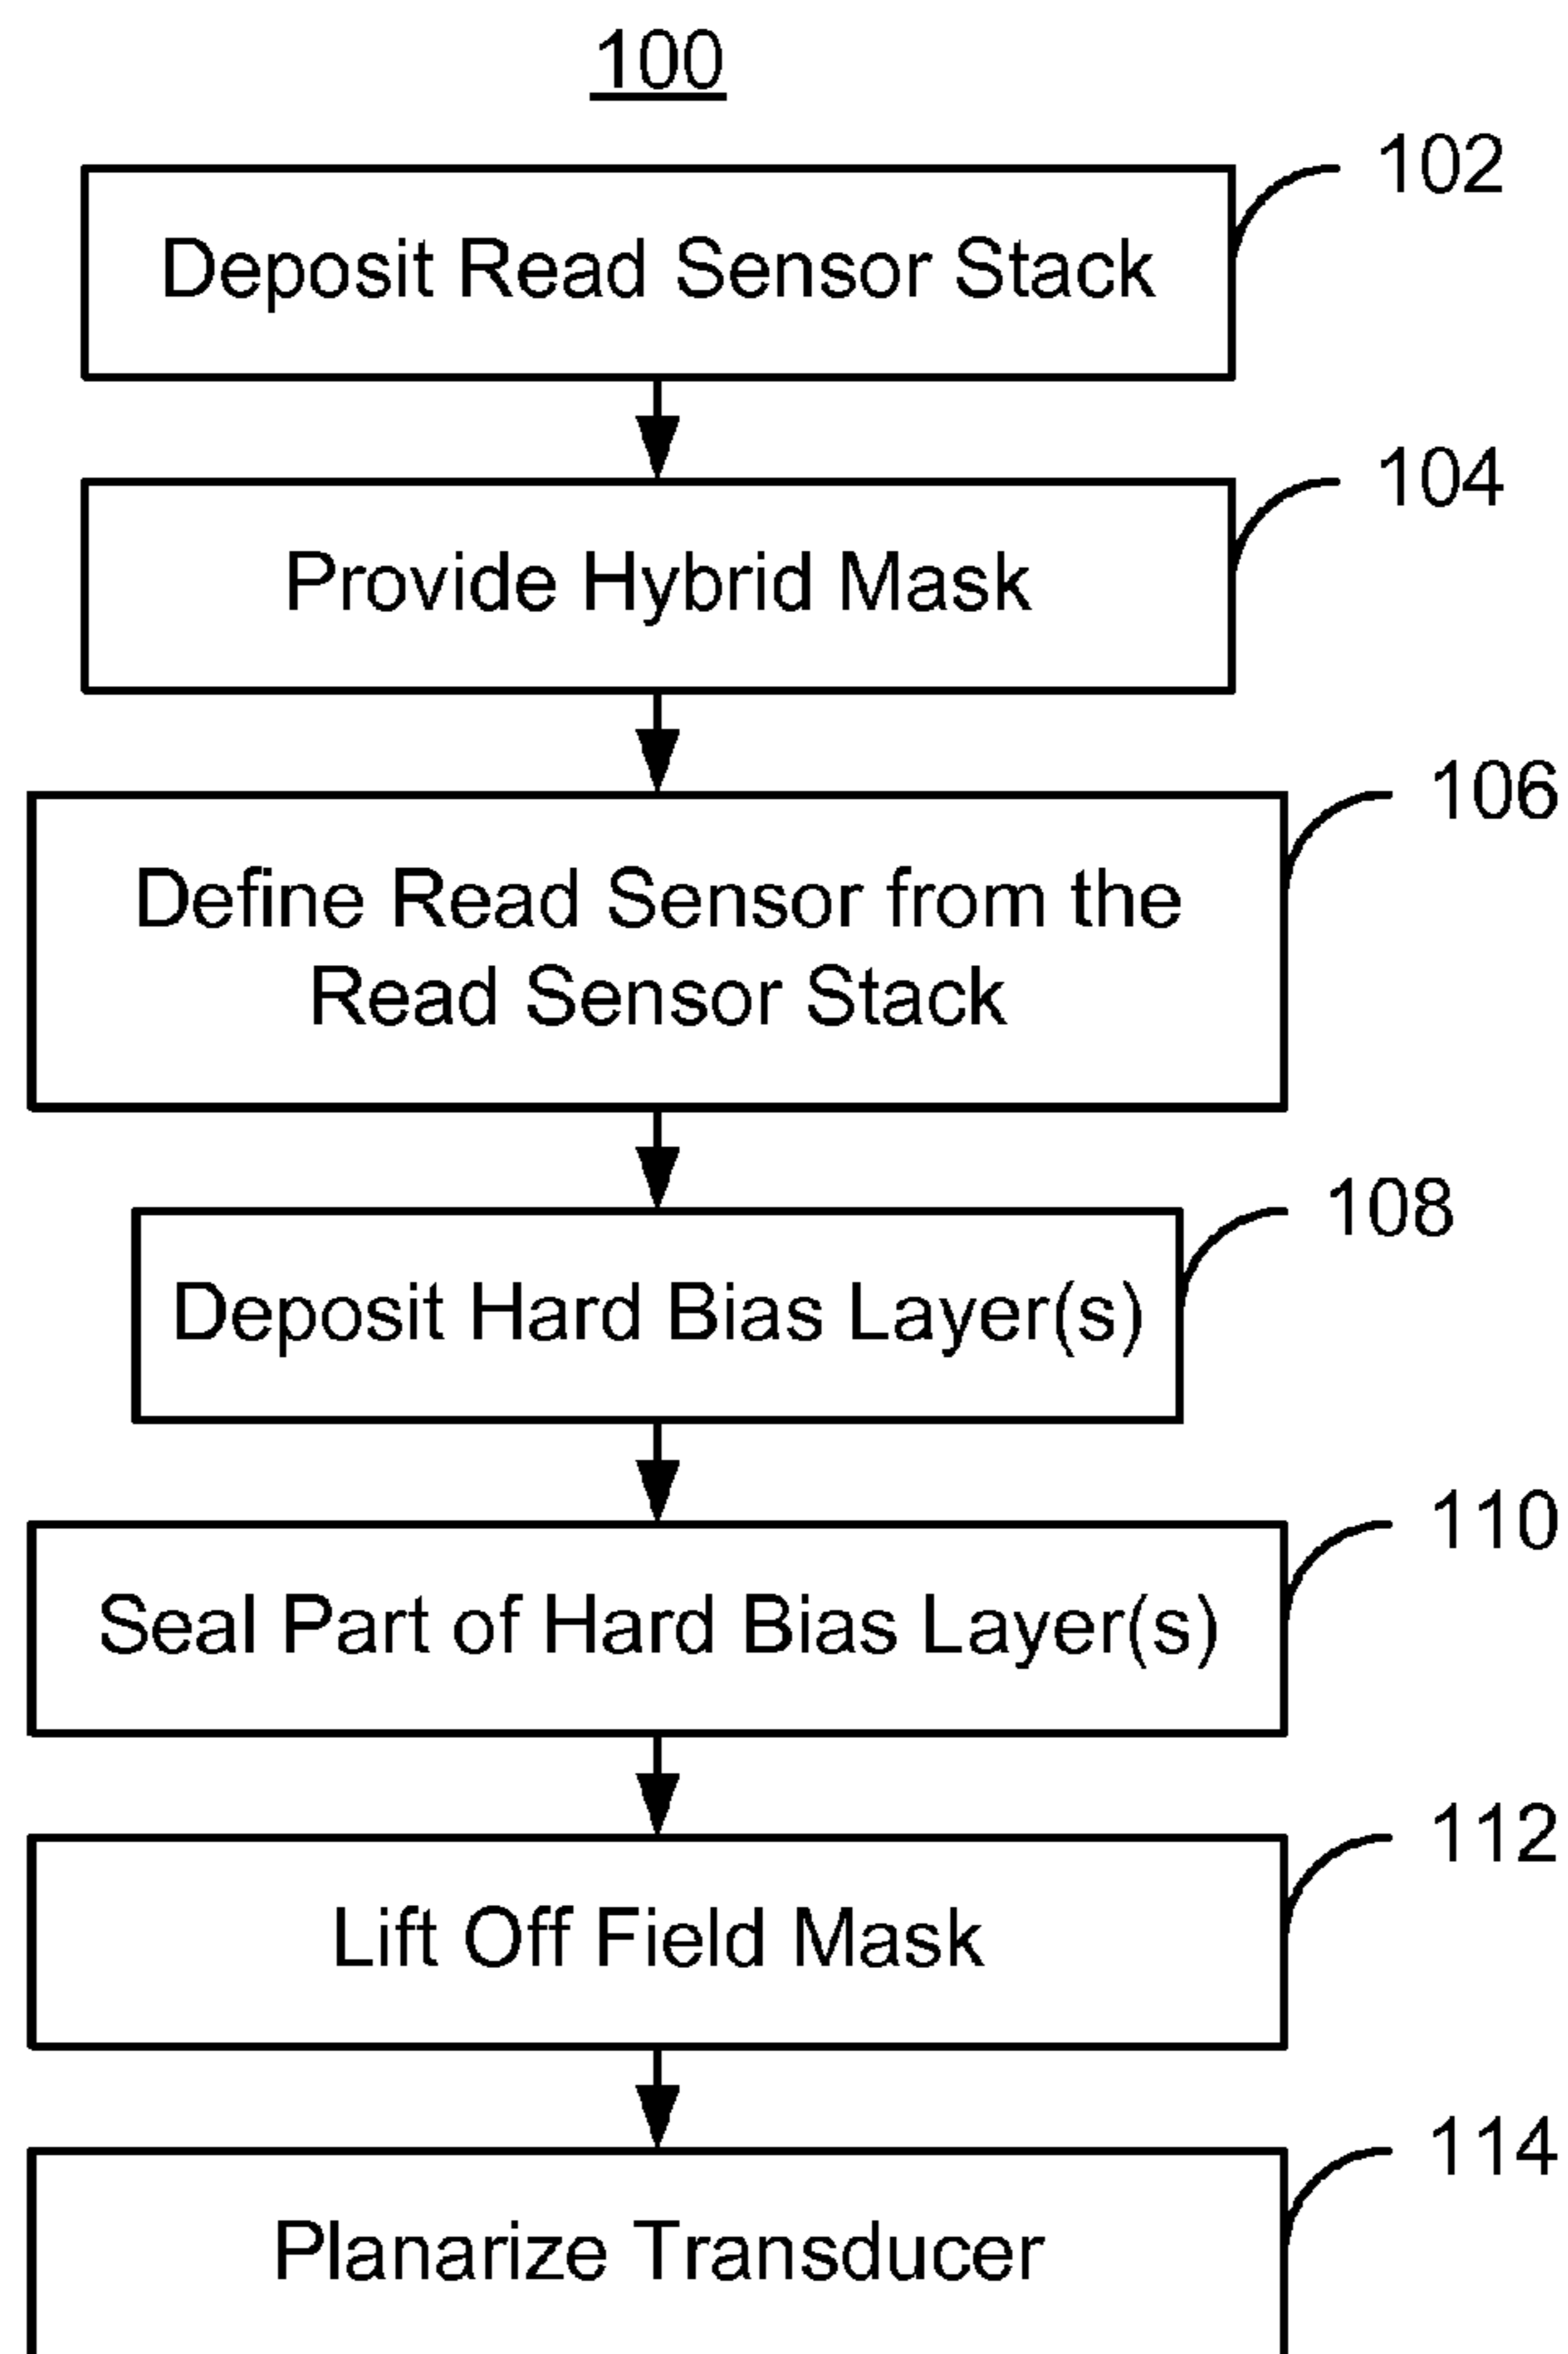 100
102
Deposit Read Sensor Stack
104
Provide Hybrid Mask
106
Define Read Sensor from the
Read Sensor Stack
108
Deposit Hard Bias Layer(s)
110
Seal Part of Hard Bias Layer(s)
112
Lift Off Field Mask
114
Planarize Transducer